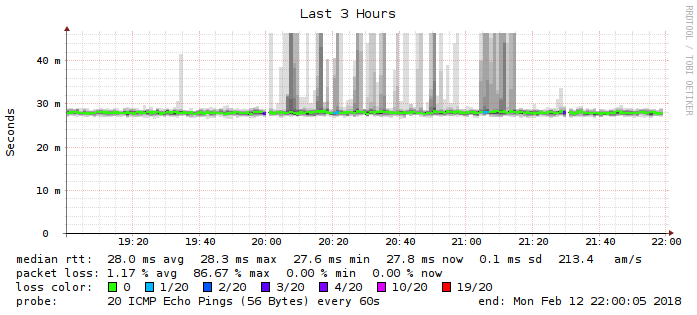 Last 3 Hours
RRDTOOL / TOBI OETIKER
Seconds
40 m
30 m
20 m
10 m
0
19:20 19:40 20:00 20:20 20:40 21:00 21:20 21:40 22:00
median rtt: 28.0 ms avg 28.3 ms max 27.6 ms min 27.8 ms now 0.1 ms sd 213.4 am/s
packet loss: 1.17 % avg 86.67 % max 0.00 % min 0.00 % now
loss color: 0 1/20 2/20 3/20 4/20 10/20 19/20
probe: 20 ICMP Echo Pings (56 Bytes) every 60s end: Mon Feb 12 22:00:05 2018